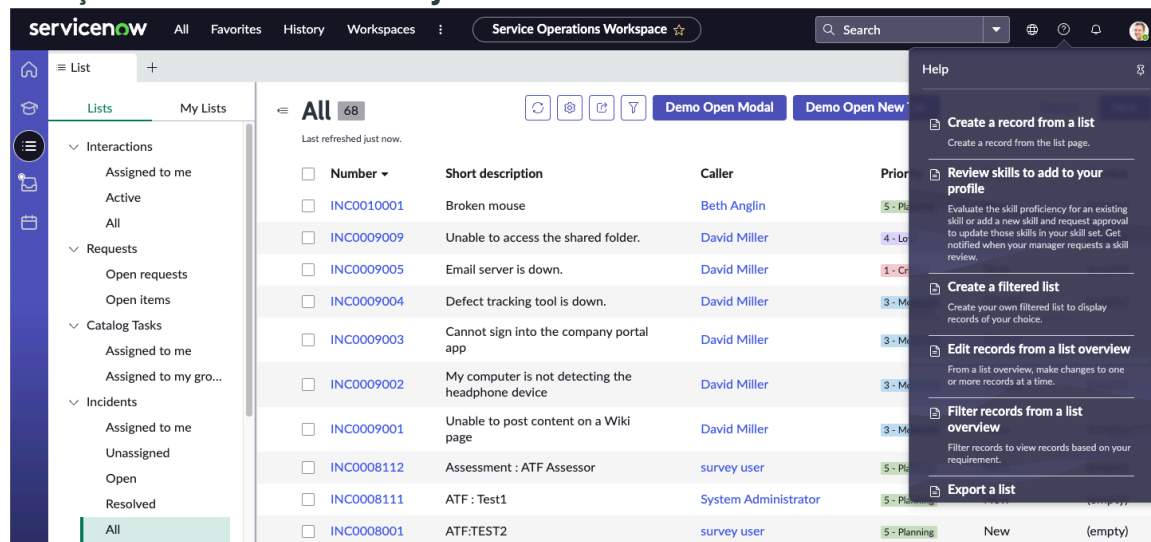 servicenow All Favorites History Workspaces Service Operations Workspace Search
List
Lists My Lists
Interactions
Assigned to me
Active
All
Requests
Open requests
Open items
Catalog Tasks
Assigned to me
Assigned to my gro...
Incidents
Assigned to me
Unassigned
Open
Resolved
All
All 68
Demo Open Modal Demo Open New
Last refreshed just now.
Number Short description Caller
INC0010001 Broken mouse Beth Anglin
INC0009009 Unable to access the shared folder. David Miller
INC0009005 Email server is down. David Miller
INC0009004 Defect tracking tool is down. David Miller
INC0009003 Cannot sign into the company portal
app David Miller
INC0009002 My computer is not detecting the
headphone device David Miller
INC0009001 Unable to post content on a Wiki
page David Miller
INC0008112 Assessment : ATF Assessor survey user
INC0008111 ATF : Test1 System Administrator 5 - Planning New (empty)
INC0008001 ATF:TEST2 survey user 5 - Planning New (empty)
Help
Create a record from a list
Create a record from the list page.
Review skills to add to your
profile
Evaluate the skill proficiency for an existing
skill or add a new skill and request approval
to update those skills in your skill set. Get
notified when your manager requests a skill
review.
Create a filtered list
Create your own filtered list to display
records of your choice.
Edit records from a list overview
From a list overview, make changes to one
or more records at a time.
Filter records from a list
overview
Filter records to view records based on your
requirement.
Export a list